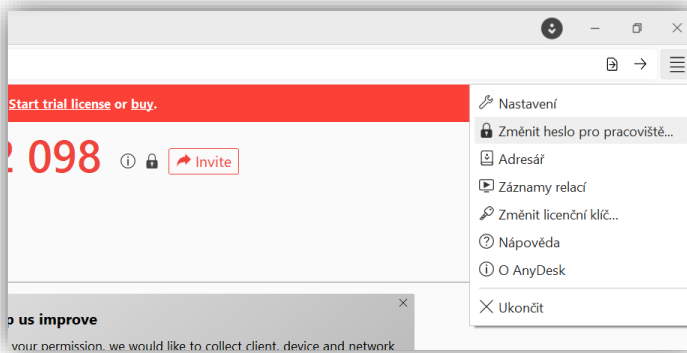 Start trial license or buy.
098
Invite
Nastavení
Změnit heslo pro pracoviště...
Adresář
Záznamy relací
Změnit licenční klíč...
Nápověda
O AnyDesk
Ukončit
us improve
your permission, we would like to collect client, device and network